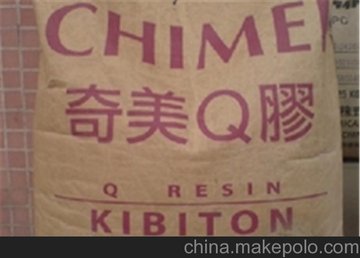 CHIMEI
奇美Q膠
Q RESIN
KIBITON
china.makepolo.com